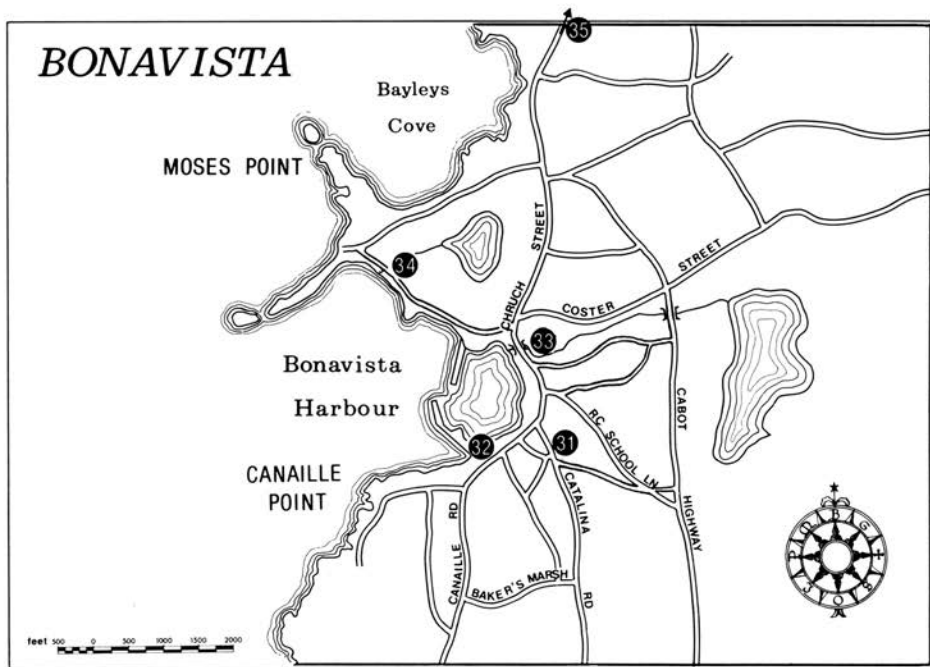 BONAVISTA
35
Bayleys
Cove
MOSES POINT
34
CHRUCH STREET
COSTER STREET
33
Bonavista
Harbour
CABOT HIGHWAY
RC SCHOOL LN
32
31
CANAILLE
POINT
CATALINA RD
CANAILLE RD
BAKER'S MARSH
feet 500 0 500 1000 1500 2000